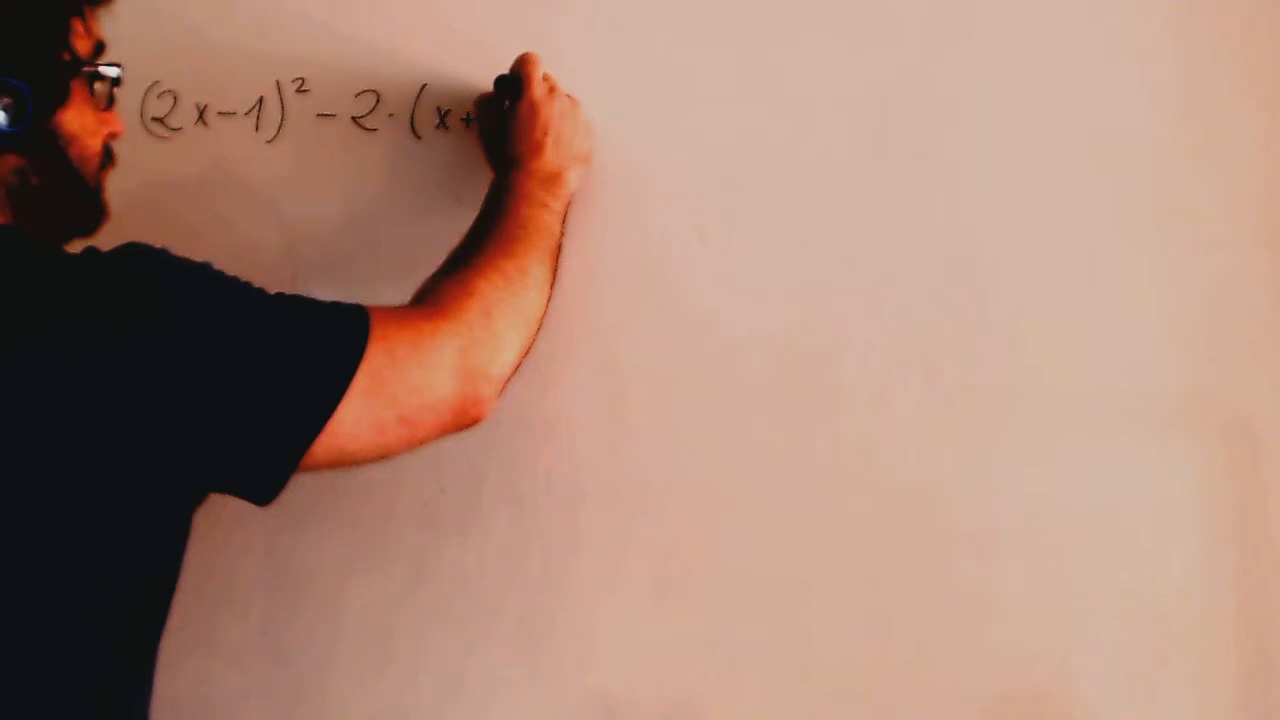 (2x-1)² - 2·(x+